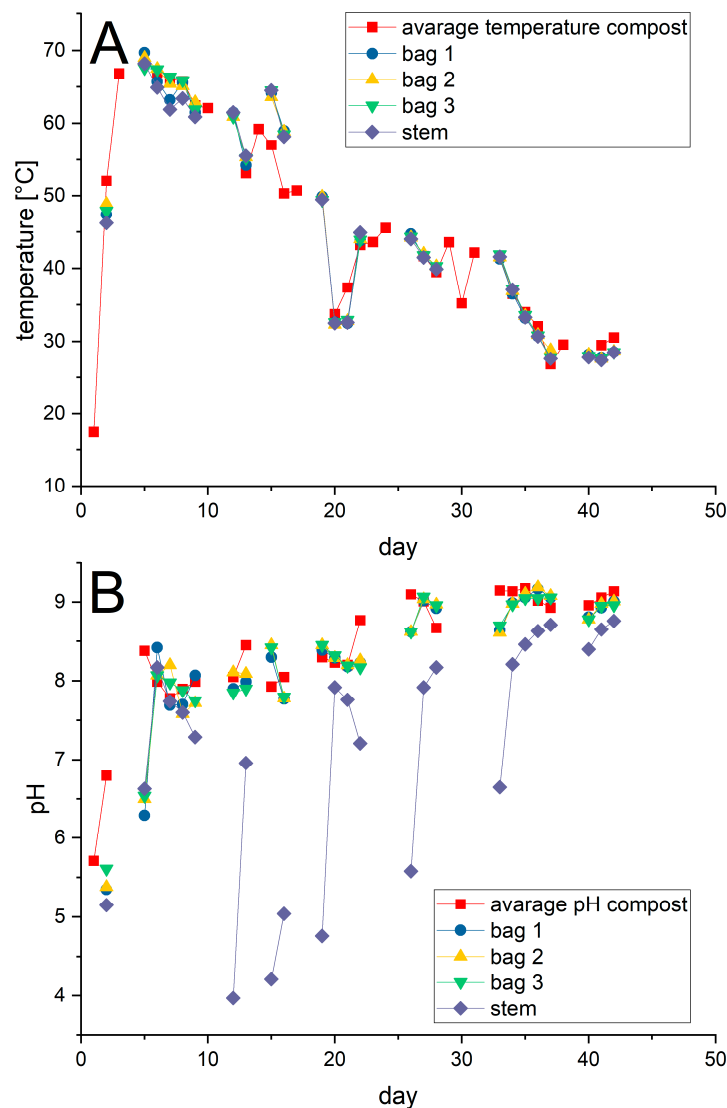 A
avarage temperature compost
bag 1
bag 2
bag 3
stem
temperature [°C]
70
60
50
40
30
20
10
0 10 20 30 40 50
day
B
avarage pH compost
bag 1
bag 2
bag 3
stem
pH
9
8
7
6
5
4
0 10 20 30 40 50
day